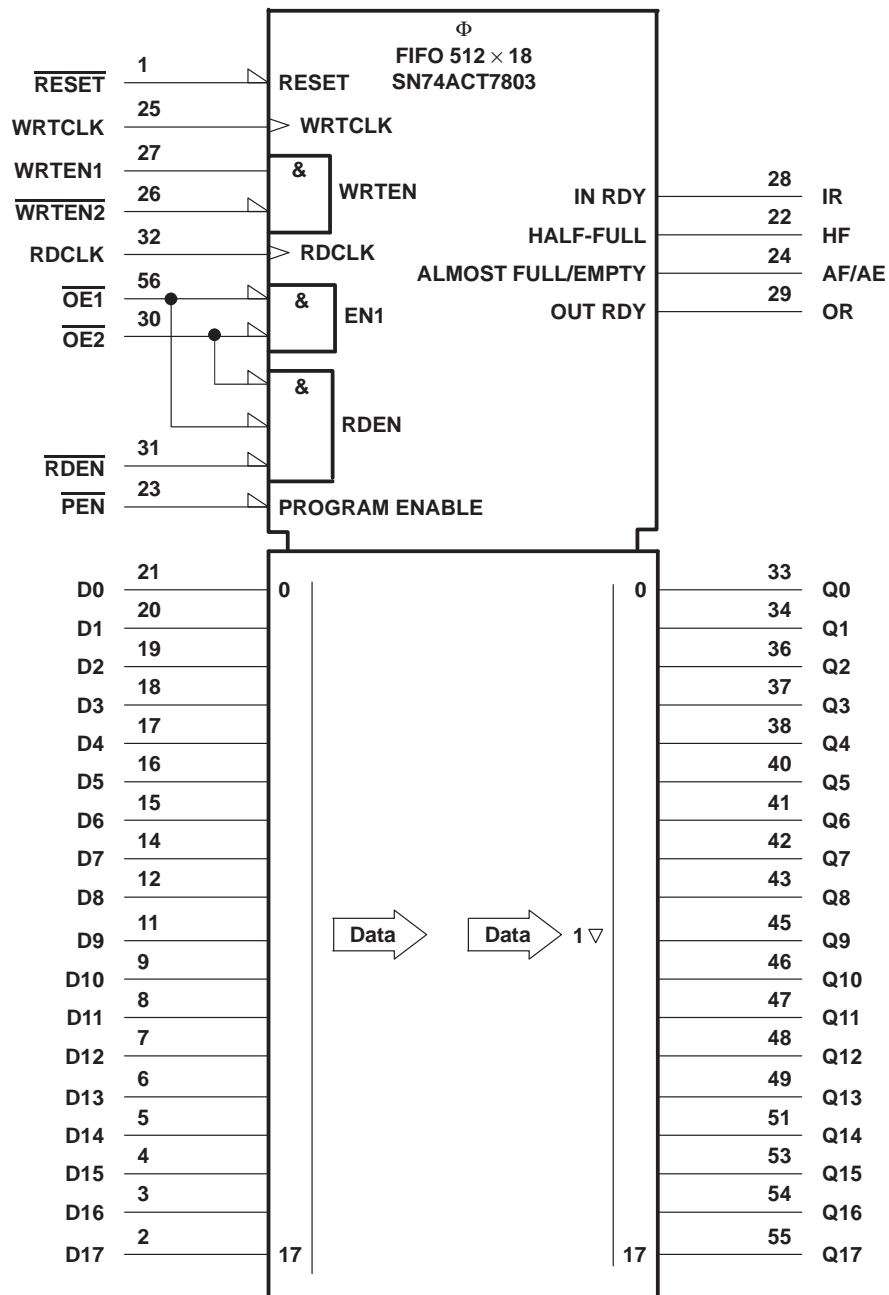 Φ
FIFO 512 × 18
SN74ACT7803
RESET 1 RESET
WRTCLK 25 WRTCLK
WRTEN1 27 &
WRTEN2 26 WRTEN
RDCLK 32 RDCLK
OE1 56 &
OE2 30 EN1
&
RDEN
RDEN 31
PEN 23 PROGRAM ENABLE
IN RDY 28 IR
HALF-FULL 22 HF
ALMOST FULL/EMPTY 24 AF/AE
OUT RDY 29 OR
D0 21 0 0 33 Q0
D1 20 34 Q1
D2 19 36 Q2
D3 18 37 Q3
D4 17 38 Q4
D5 16 40 Q5
D6 15 41 Q6
D7 14 42 Q7
D8 12 43 Q8
D9 11 Data Data 1 ▽ 45 Q9
D10 9 46 Q10
D11 8 47 Q11
D12 7 48 Q12
D13 6 49 Q13
D14 5 51 Q14
D15 4 53 Q15
D16 3 54 Q16
D17 2 17 17 55 Q17